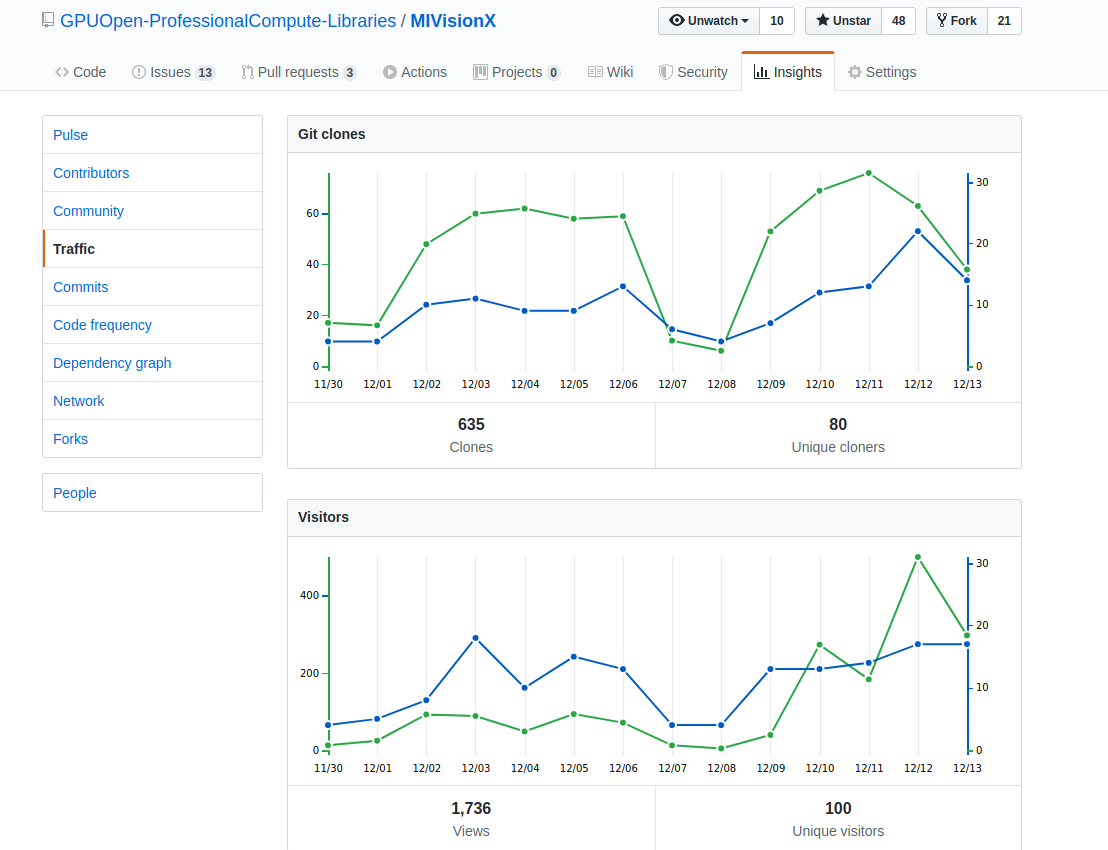 GPUOpen-ProfessionalCompute-Libraries / MIVisionX
Unwatch 10 Unstar 48 Fork 21
Code Issues 13 Pull requests 3 Actions Projects 0 Wiki Security Insights Settings
Pulse
Contributors
Community
Traffic
Commits
Code frequency
Dependency graph
Network
Forks
People
Git clones
60
40
20
0
30
20
10
0
11/30 12/01 12/02 12/03 12/04 12/05 12/06 12/07 12/08 12/09 12/10 12/11 12/12 12/13
635 80
Clones Unique cloners
Visitors
400
200
0
30
20
10
0
11/30 12/01 12/02 12/03 12/04 12/05 12/06 12/07 12/08 12/09 12/10 12/11 12/12 12/13
1,736 100
Views Unique visitors